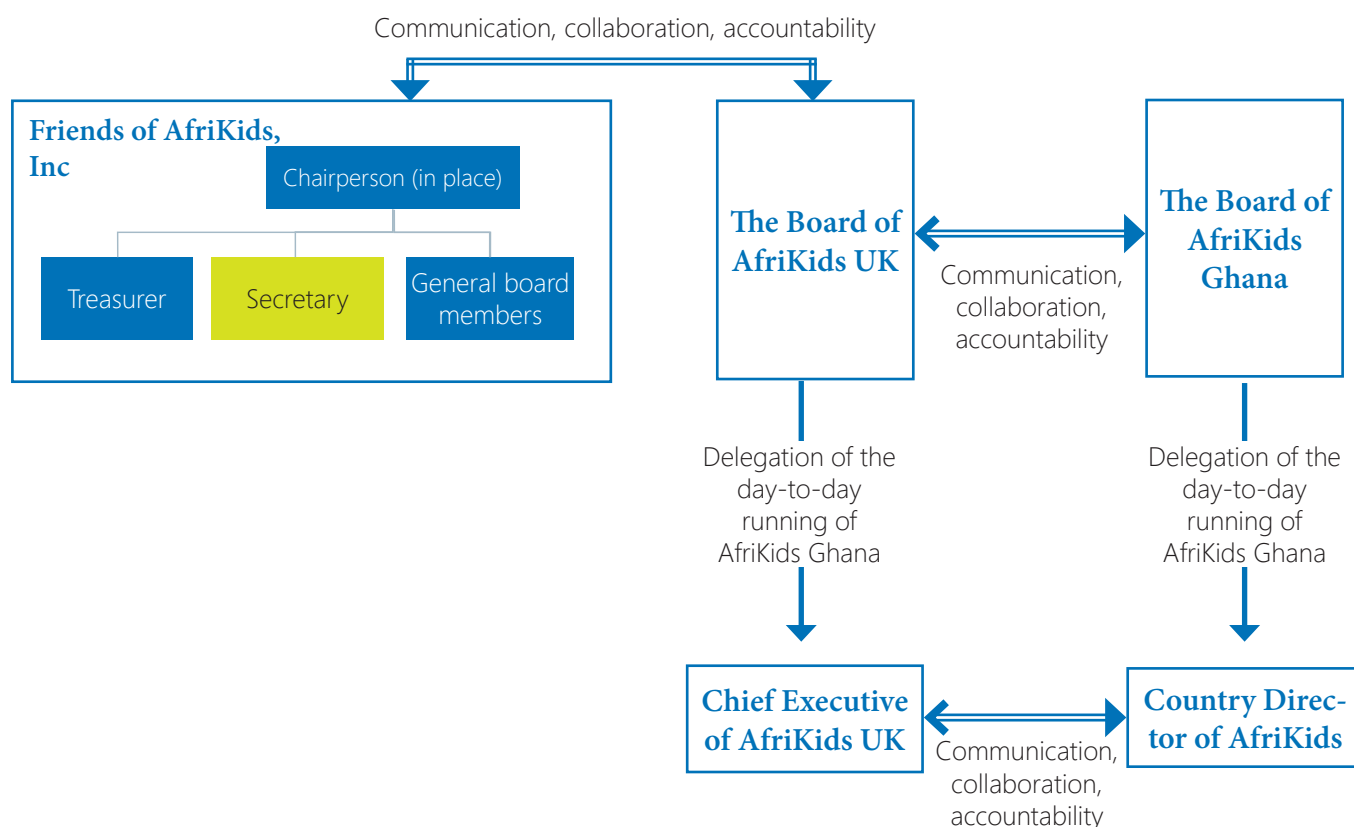 Communication, collaboration, accountability
Friends of AfriKids,
Inc
Chairperson (in place)
Treasurer
Secretary
General board
members
The Board of
AfriKids UK
Communication,
collaboration,
accountability
The Board of
AfriKids
Ghana
Delegation of the
day-to-day
running of
AfriKids Ghana
Delegation of the
day-to-day
running of
AfriKids Ghana
Chief Executive
of AfriKids UK
Communication,
collaboration,
accountability
Country Direc-
tor of AfriKids